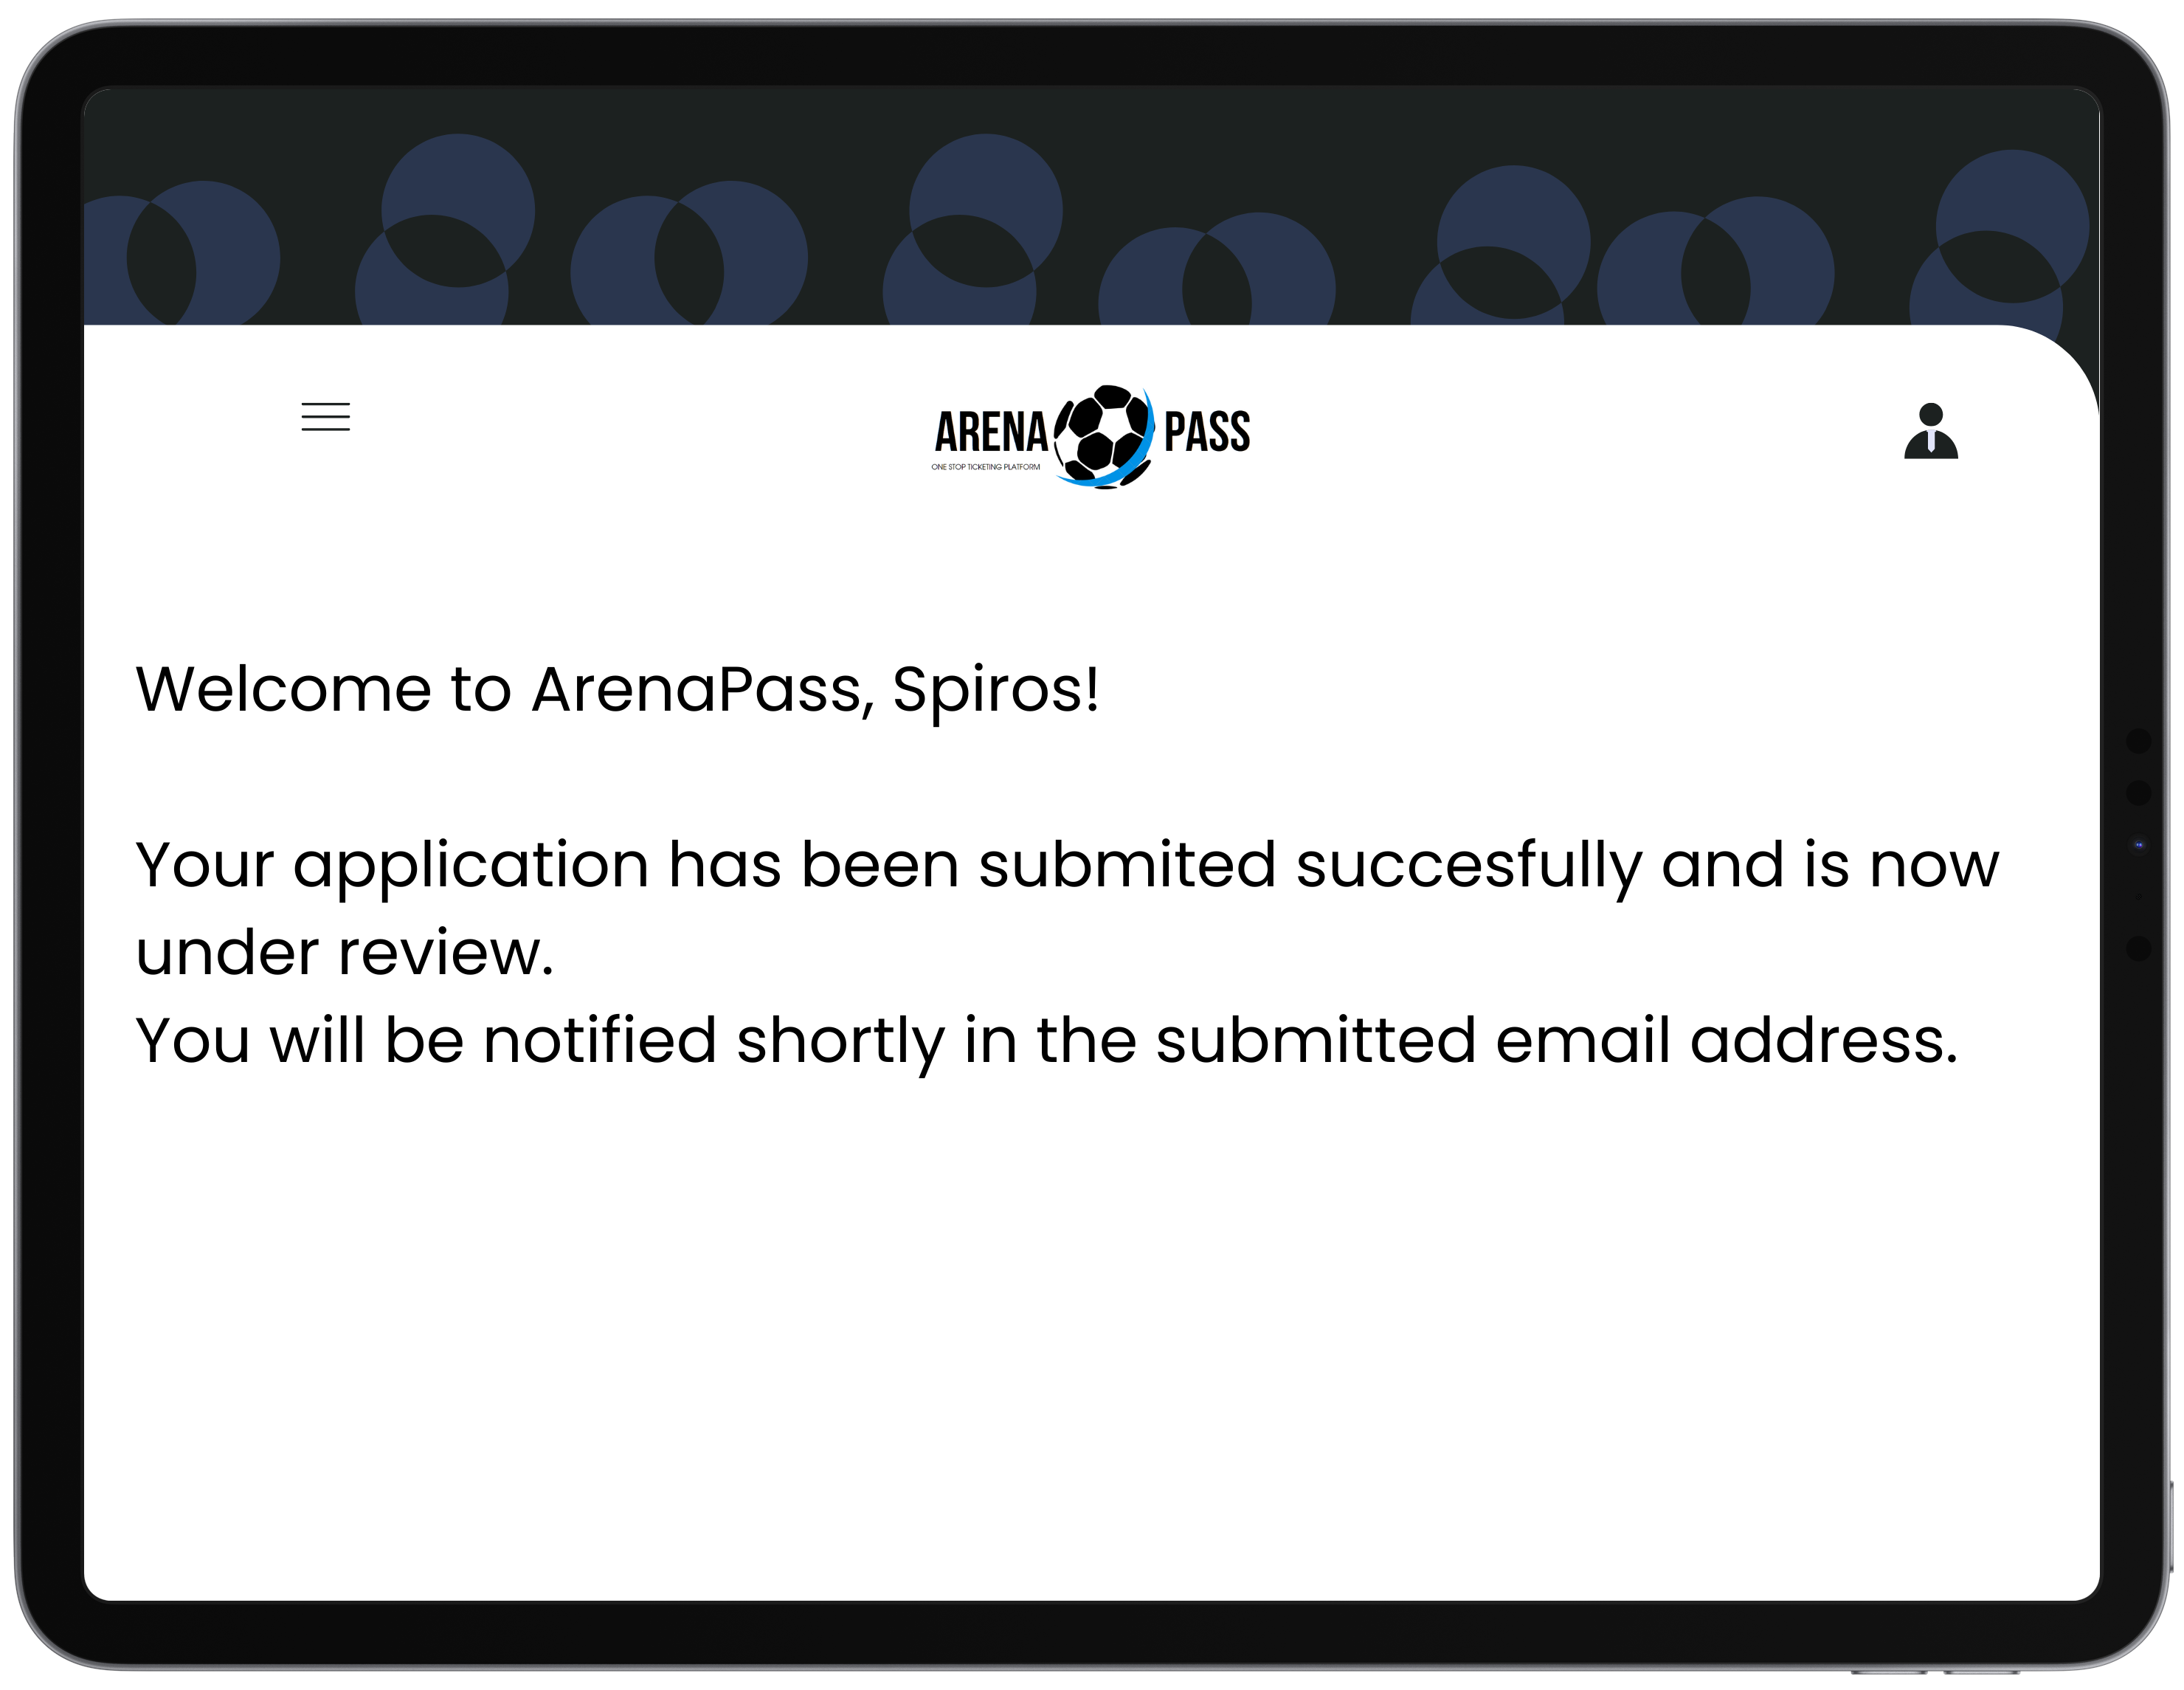 ARENA PASS
ONE STOP TICKETING PLATFORM
Welcome to ArenaPass, Spiros!
Your application has been submited succesfully and is now
under review.
You will be notified shortly in the submitted email address.